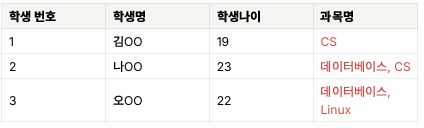 학생 번호 학생명 학생나이 과목명
1 김OO 19 CS
2 나OO 23 데이터베이스, CS
3 오OO 22 데이터베이스,
Linux